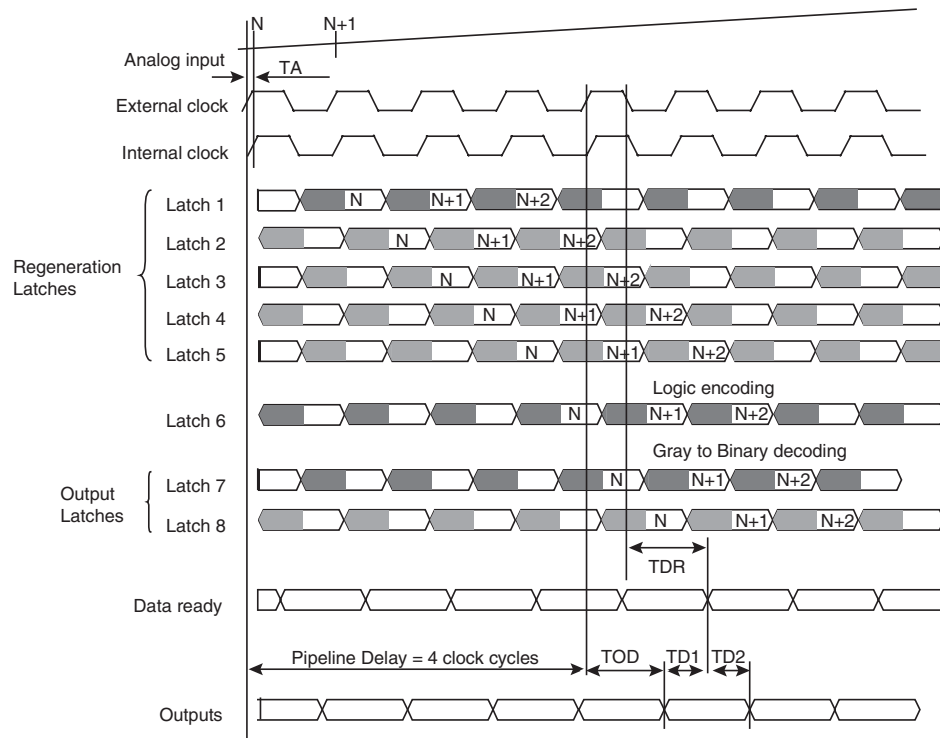 N N+1
Analog input
TA
External clock
Internal clock
Regeneration
Latches
Latch 1 N N+1 N+2
Latch 2 N N+1 N+2
Latch 3 N N+1 N+2
Latch 4 N N+1 N+2
Latch 5 N N+1 N+2
Logic encoding
Latch 6 N N+1 N+2
Gray to Binary decoding
Output
Latches
Latch 7 N N+1 N+2
Latch 8 N N+1 N+2
TDR
Data ready
Pipeline Delay = 4 clock cycles TOD TD1 TD2
Outputs